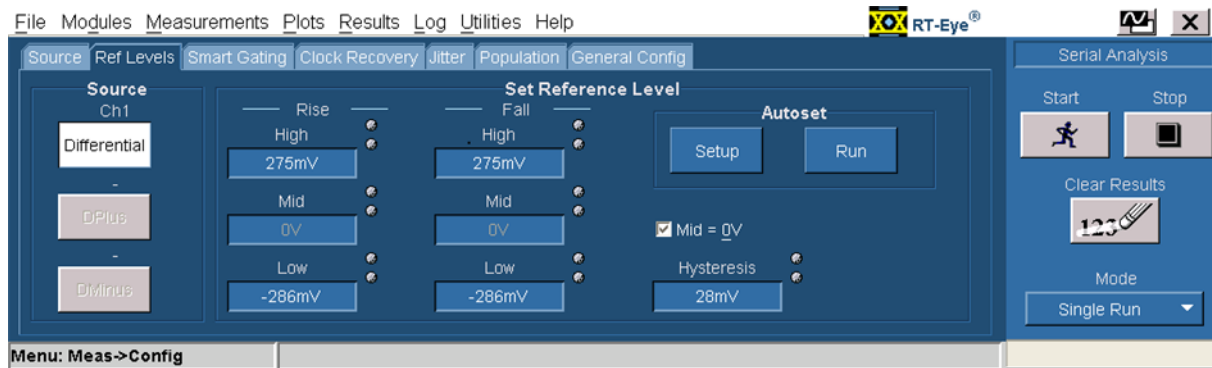 File Modules Measurements Plots Results Log Utilities Help RT-Eye®
Source Ref Levels Smart Gating Clock Recovery Jitter Population General Config
Serial Analysis
Source
Ch1
Differential
-
DPlus
-
DMinus
Set Reference Level
Rise
High
275mV
Mid
0V
Low
-286mV
Fall
High
275mV
Mid
0V
Low
-286mV
Autoset
Setup Run
Mid = 0V
Hysteresis
28mV
Start Stop
Clear Results
123
Mode
Single Run
Menu: Meas->Config